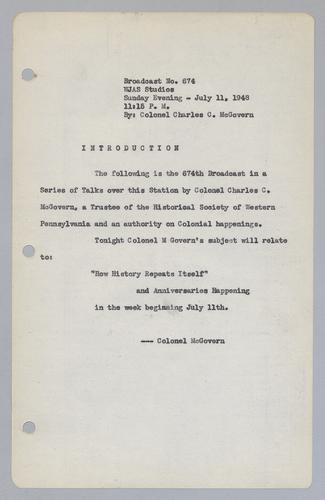 Broadcast No. 674
WJAS Studios
Sunday Evening - July 11, 1948
11:15 P. M.
By: Colonel Charles C. McGovern
I N T R O D U C T I O N
The following is the 674th Broadcast in a
Series of Talks over this Station by Colonel Charles C.
McGovern, a Trustee of the Historical Society of Western
Pennsylvania and an authority on Colonial happenings.
Tonight Colonel M Govern's subject will relate
to:
"How History Repeats Itself"
and Anniversaries Happening
in the week beginning July 11th.
--- Colonel McGovern